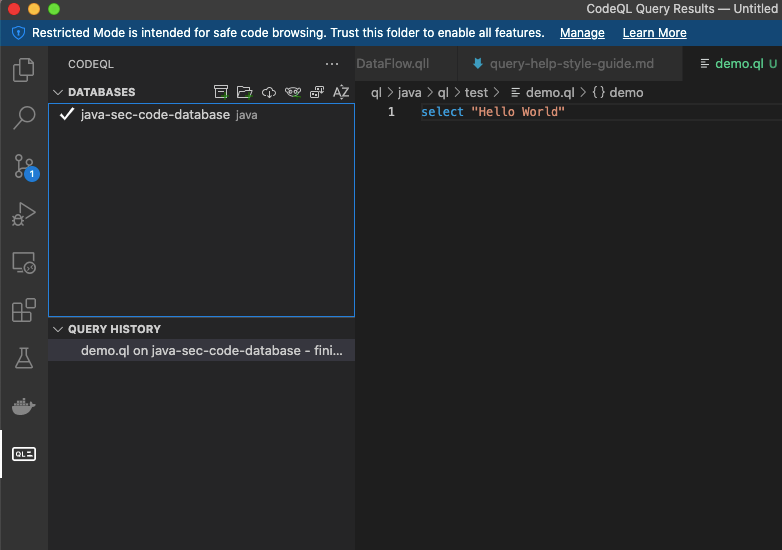 CodeQL Query Results — Untitled
Restricted Mode is intended for safe code browsing. Trust this folder to enable all features. Manage Learn More
CODEQL
DataFlow.qll query-help-style-guide.md demo.ql U
DATABASES
ql > java > ql > test > demo.ql > {} demo
java-sec-code-database java
1 select "Hello World"
1
QUERY HISTORY
demo.ql on java-sec-code-database - fini...
QL